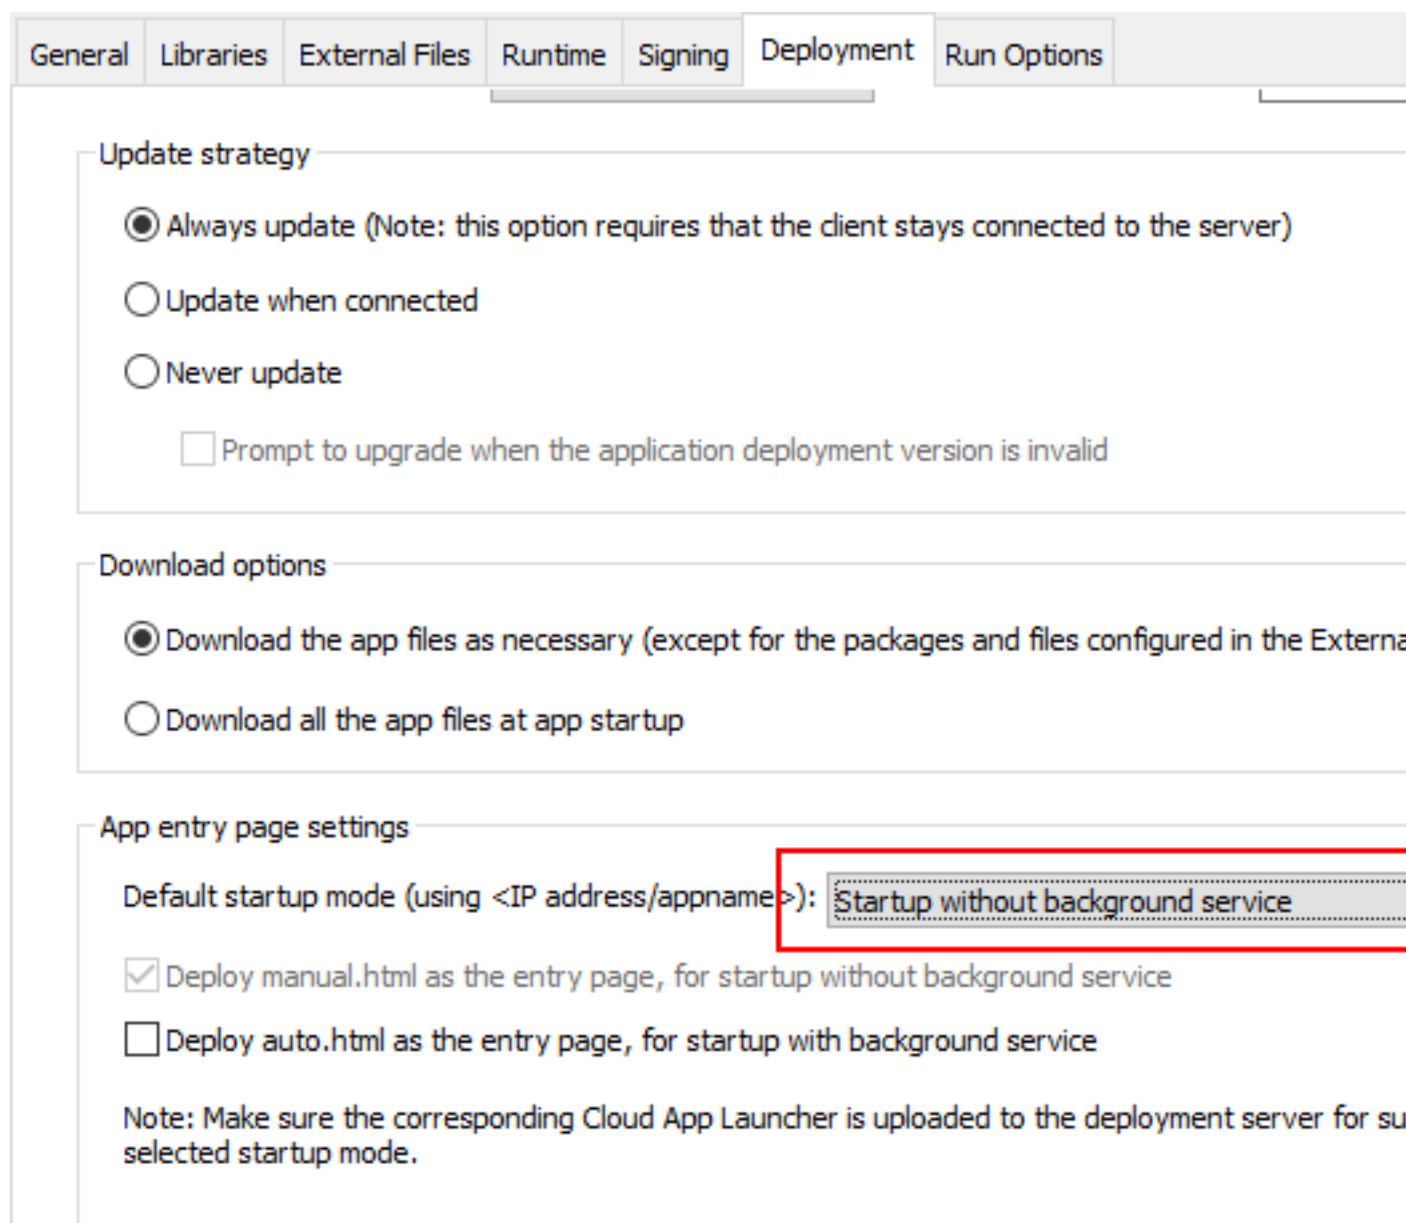 General Libraries External Files Runtime Signing Deployment Run Options
Update strategy
Always update (Note: this option requires that the client stays connected to the server)
Update when connected
Never update
Prompt to upgrade when the application deployment version is invalid
Download options
Download the app files as necessary (except for the packages and files configured in the Externa
Download all the app files at app startup
App entry page settings
Default startup mode (using <IP address/appname>): Startup without background service
Deploy manual.html as the entry page, for startup without background service
Deploy auto.html as the entry page, for startup with background service
Note: Make sure the corresponding Cloud App Launcher is uploaded to the deployment server for su
selected startup mode.